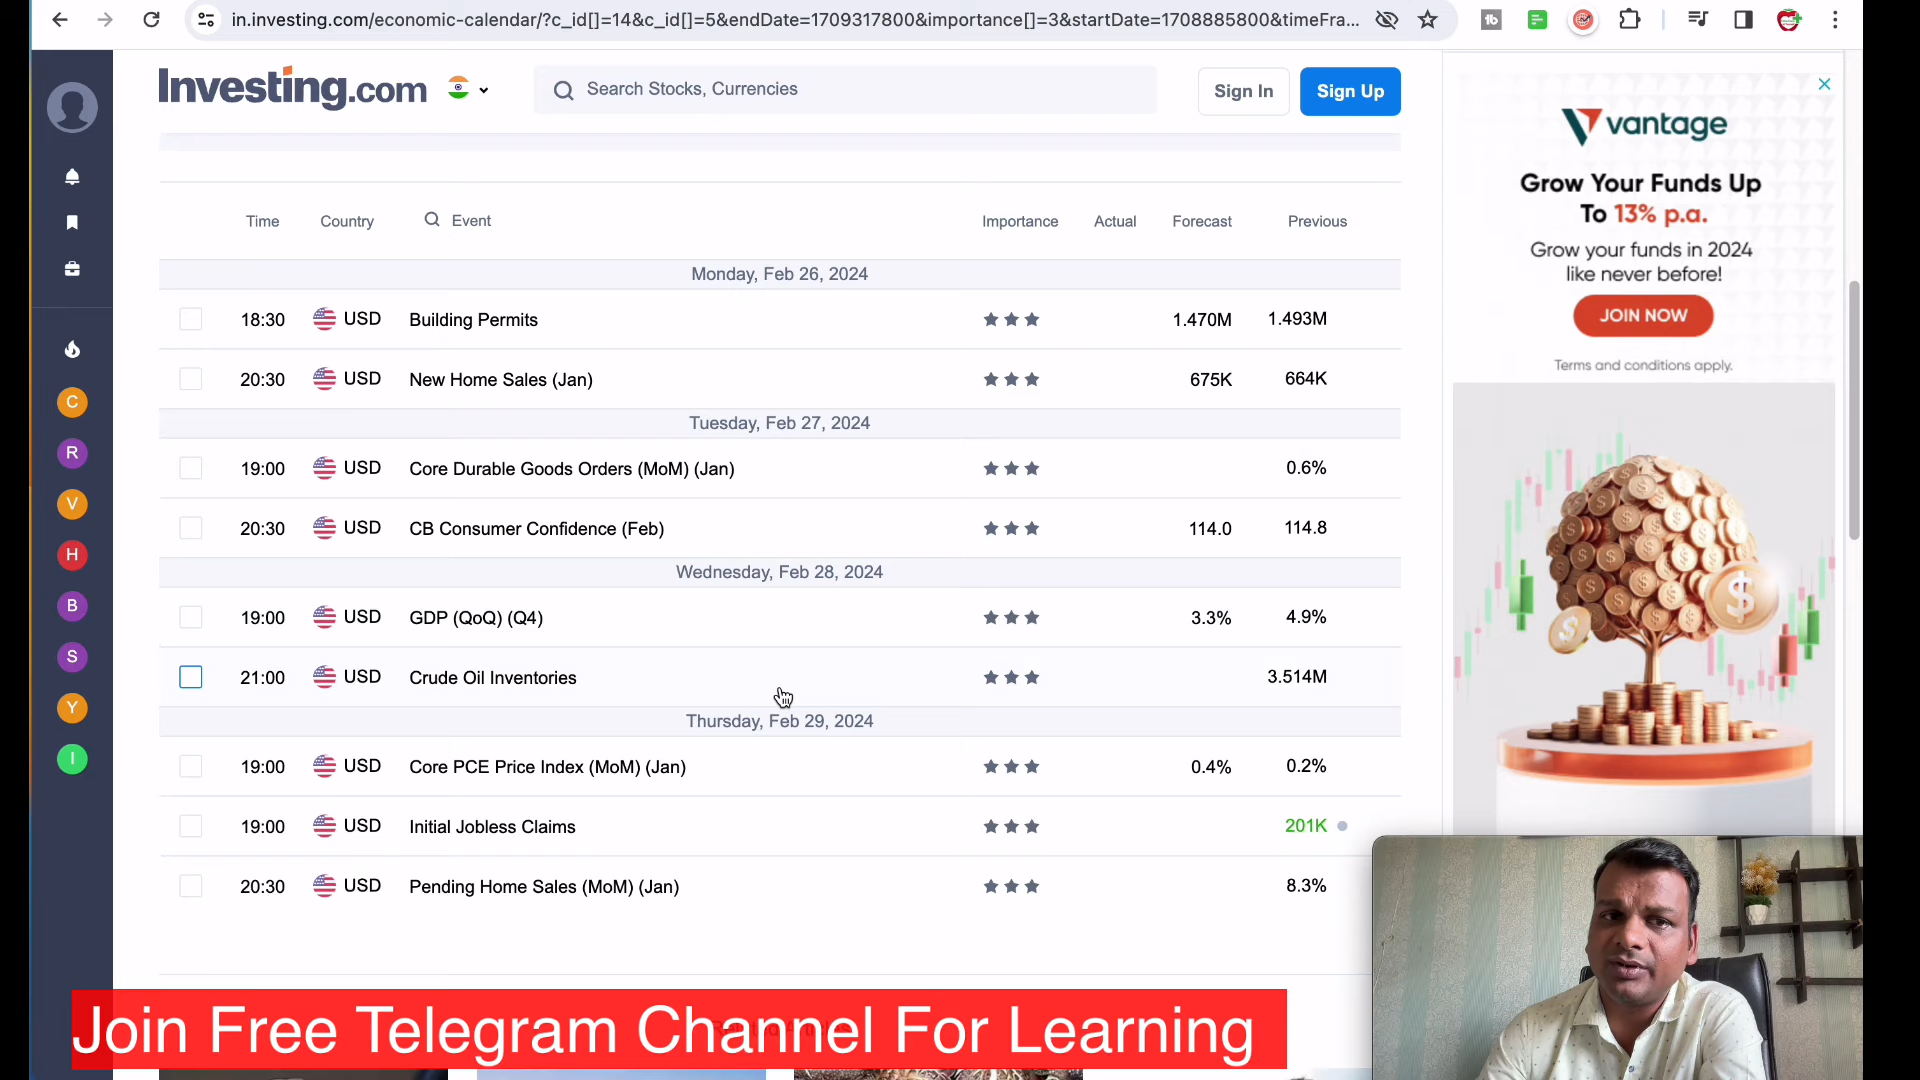 in.investing.com/economic-calendar/?c_id[]=14&c_id[]=5&endDate=1709317800&importance[]=3&startDate=1708885800&timeFra...
Investing.com
Search Stocks, Currencies
Sign In
Sign Up
Time Country Event Importance Actual Forecast Previous
Monday, Feb 26, 2024
18:30 USD Building Permits 1.470M 1.493M
20:30 USD New Home Sales (Jan) 675K 664K
Tuesday, Feb 27, 2024
19:00 USD Core Durable Goods Orders (MoM) (Jan) 0.6%
20:30 USD CB Consumer Confidence (Feb) 114.0 114.8
Wednesday, Feb 28, 2024
19:00 USD GDP (QoQ) (Q4) 3.3% 4.9%
21:00 USD Crude Oil Inventories 3.514M
Thursday, Feb 29, 2024
19:00 USD Core PCE Price Index (MoM) (Jan) 0.4% 0.2%
19:00 USD Initial Jobless Claims 201K
20:30 USD Pending Home Sales (MoM) (Jan) 8.3%
C
R
V
H
B
S
Y
I
vantage
Grow Your Funds Up
To 13% p.a.
Grow your funds in 2024
like never before!
JOIN NOW
Terms and conditions apply.
Join Free Telegram Channel For Learning